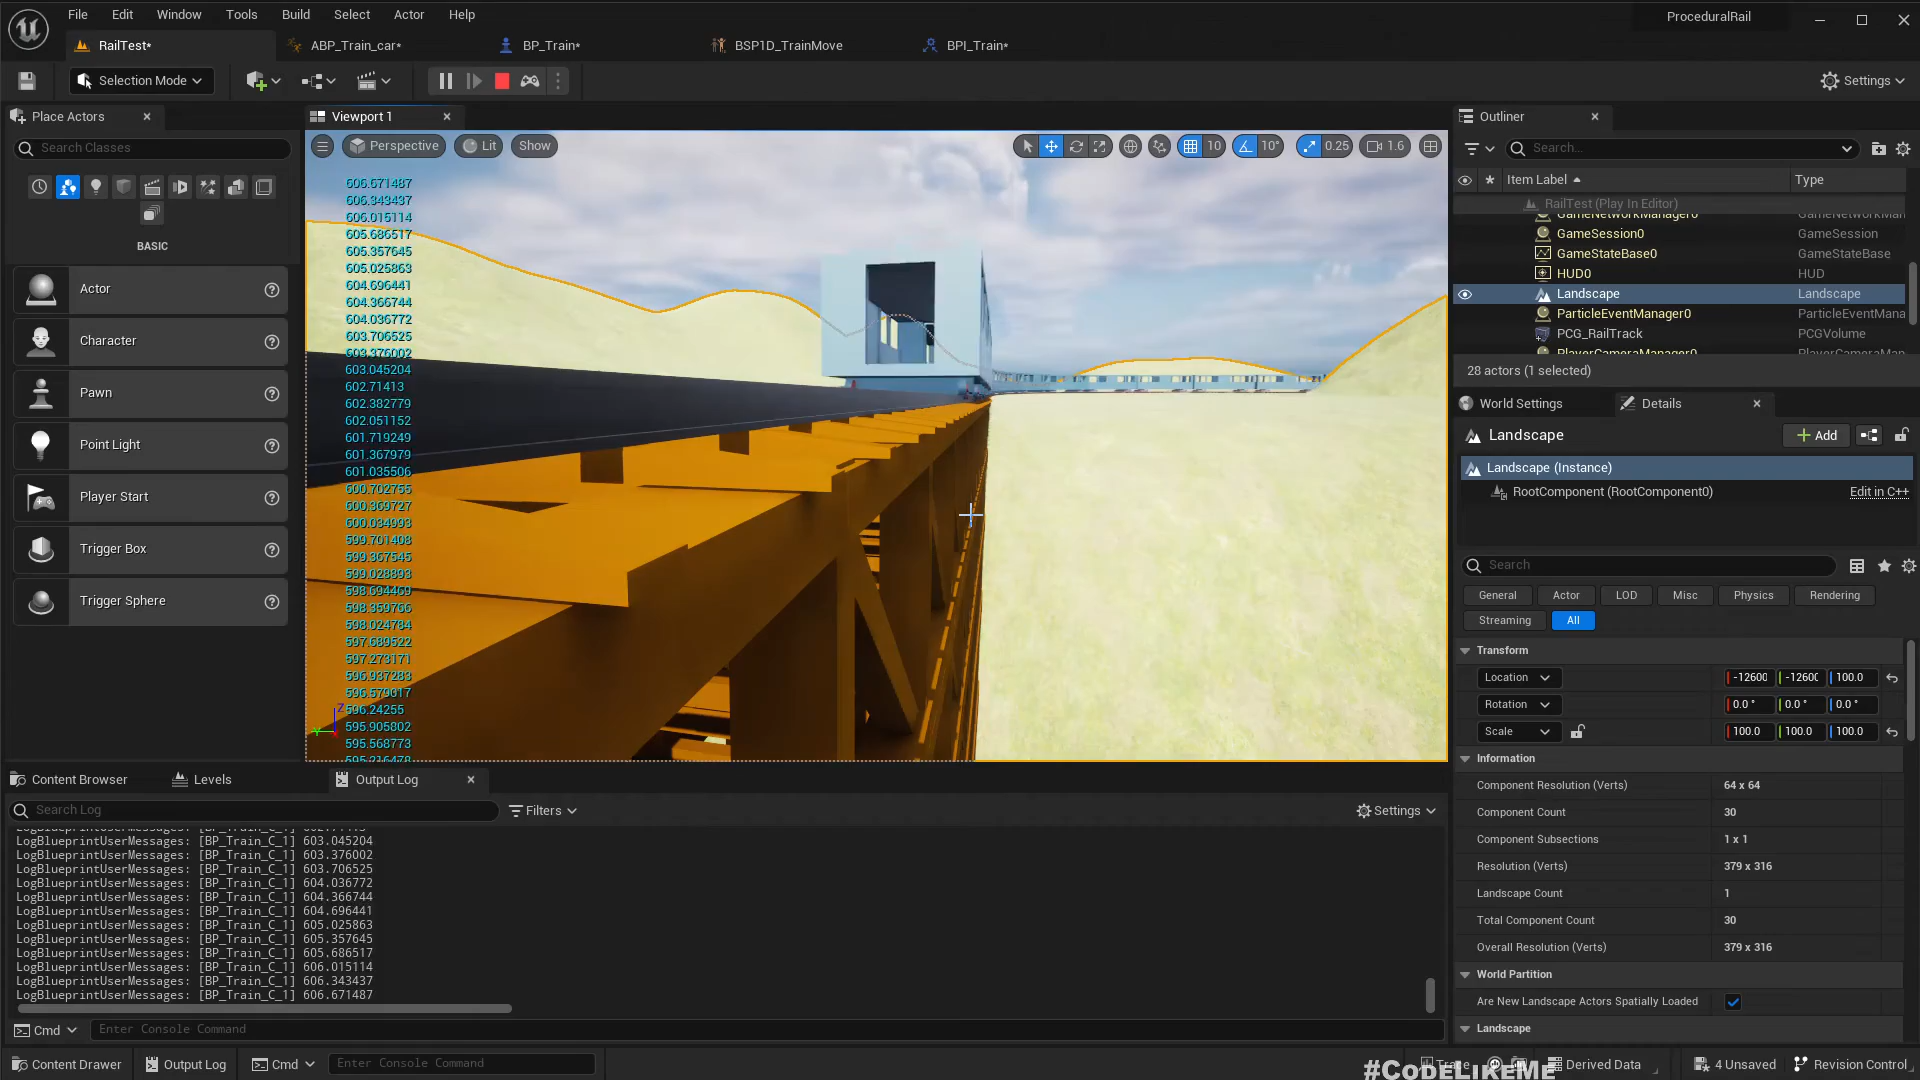 File Edit Window Tools Build Select Actor Help
ProceduralRail
RailTest*
ABP_Train_car*
BP_Train*
BSP1D_TrainMove
BPI_Train*
Selection Mode
Settings
Place Actors
Search Classes
BASIC
Actor
Character
Pawn
Point Light
Player Start
Trigger Box
Trigger Sphere
Viewport 1
Perspective Lit Show
10 10° 0.25 1.6
606.671487
606.343437
606.015114
605.686517
605.357645
605.025863
604.696441
604.366744
604.036772
603.706525
603.376002
603.045204
602.71413
602.382779
602.051152
601.719249
601.367979
601.035506
600.702755
600.369727
600.034993
599.701408
599.367545
599.028893
598.694469
598.359766
598.024784
597.689522
597.273171
596.937283
596.579017
596.24255
595.905802
595.568773
Z
Y
Outliner
Search...
Item Label Type
RailTest (Play In Editor)
GameNetworkManager0 GameNetworkMan
GameSession0 GameSession
GameStateBase0 GameStateBase
HUD0 HUD
Landscape Landscape
ParticleEventManager0 ParticleEventMana
PCG_RailTrack PCGVolume
PlayerCameraManager0 PlayerCameraMan
28 actors (1 selected)
World Settings Details
Landscape
Add
Landscape (Instance)
RootComponent (RootComponent0) Edit in C++
Search
General Actor LOD Misc Physics Rendering
Streaming All
Transform
Location -12600 -12600 100.0
Rotation 0.0 ° 0.0 ° 0.0 °
Scale 100.0 100.0 100.0
Information
Component Resolution (Verts) 64 x 64
Component Count 30
Component Subsections 1 x 1
Resolution (Verts) 379 x 316
Landscape Count 1
Total Component Count 30
Overall Resolution (Verts) 379 x 316
World Partition
Are New Landscape Actors Spatially Loaded
Landscape
Content Browser Levels Output Log
Search Log Filters Settings
LogBlueprintUserMessages: [BP_Train_C_1] 602.71413
LogBlueprintUserMessages: [BP_Train_C_1] 603.045204
LogBlueprintUserMessages: [BP_Train_C_1] 603.376002
LogBlueprintUserMessages: [BP_Train_C_1] 603.706525
LogBlueprintUserMessages: [BP_Train_C_1] 604.036772
LogBlueprintUserMessages: [BP_Train_C_1] 604.366744
LogBlueprintUserMessages: [BP_Train_C_1] 604.696441
LogBlueprintUserMessages: [BP_Train_C_1] 605.025863
LogBlueprintUserMessages: [BP_Train_C_1] 605.357645
LogBlueprintUserMessages: [BP_Train_C_1] 605.686517
LogBlueprintUserMessages: [BP_Train_C_1] 606.015114
LogBlueprintUserMessages: [BP_Train_C_1] 606.343437
LogBlueprintUserMessages: [BP_Train_C_1] 606.671487
Cmd Enter Console Command
Content Drawer Output Log Cmd Enter Console Command
Trace
Derived Data
4 Unsaved
Revision Control
#CodeLikeMe